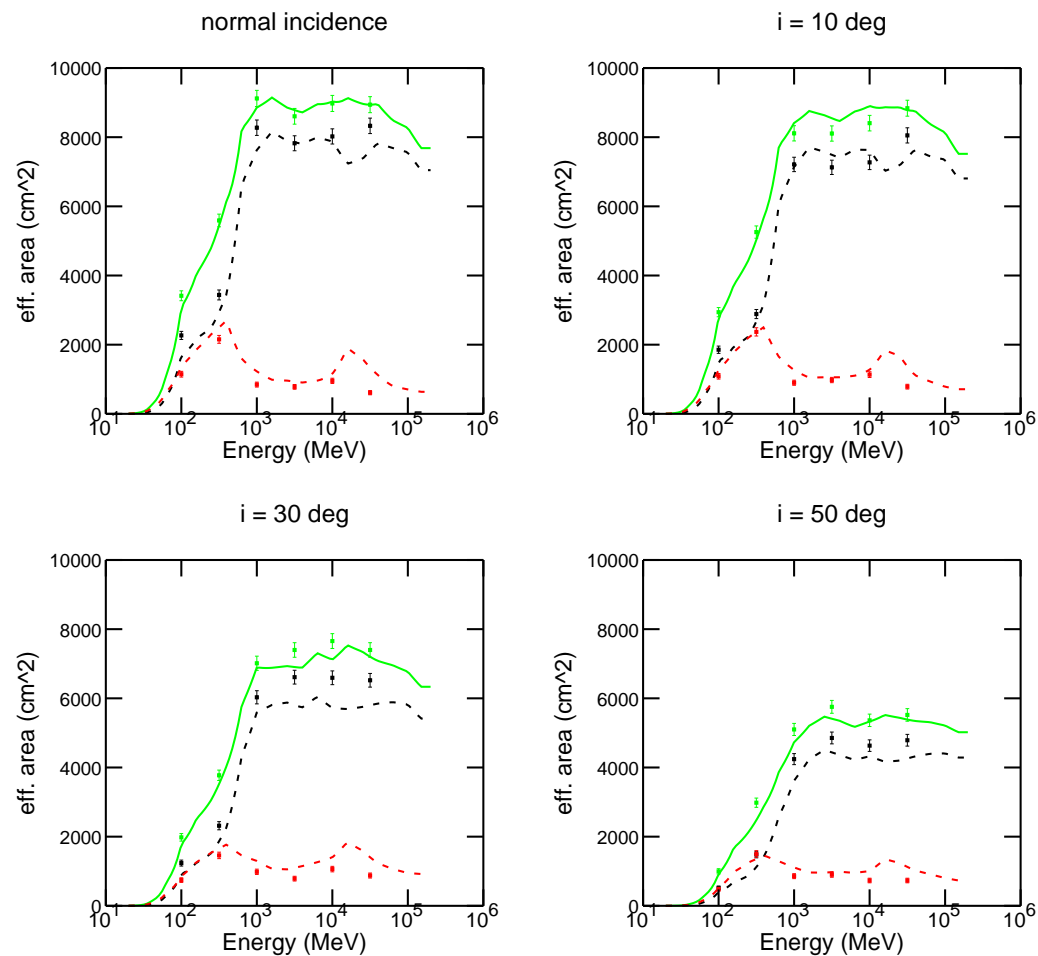 normal incidence
i = 10 deg
10000
8000
6000
4000
2000
0
eff. area (cm^2)
10^1 10^2 10^3 10^4 10^5 10^6
Energy (MeV)
10000
8000
6000
4000
2000
0
eff. area (cm^2)
10^1 10^2 10^3 10^4 10^5 10^6
Energy (MeV)
i = 30 deg
i = 50 deg
10000
8000
6000
4000
2000
0
eff. area (cm^2)
10^1 10^2 10^3 10^4 10^5 10^6
Energy (MeV)
10000
8000
6000
4000
2000
0
eff. area (cm^2)
10^1 10^2 10^3 10^4 10^5 10^6
Energy (MeV)